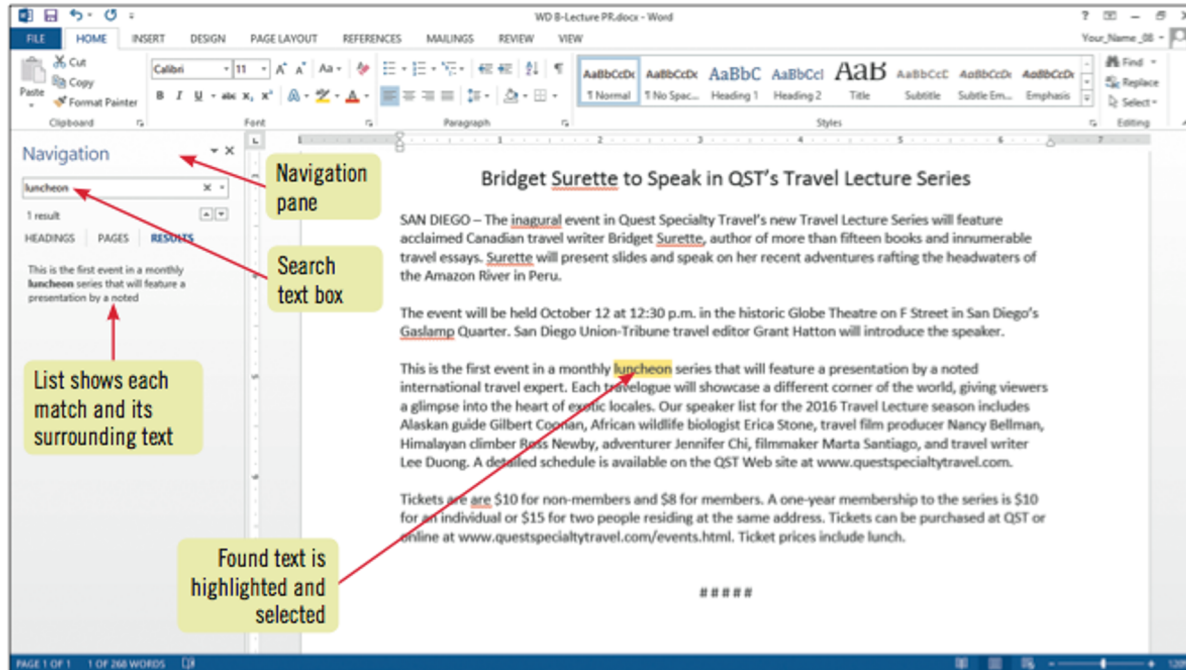 WD B-Lecture PR.docx - Word
FILE HOME INSERT DESIGN PAGE LAYOUT REFERENCES MAILINGS REVIEW VIEW
Your_Name_08
Cut
Copy
Format Painter
Paste
Calibri 11
AaBbCcDc AaBbCcDc AaBbC AaBbCcI AaB AaBbCcC AaBbCcDc AaBbCcDc
¶ Normal ¶ No Spac... Heading 1 Heading 2 Title Subtitle Subtle Em... Emphasis
Find
Replace
Select
Clipboard Font Paragraph Styles Editing
Navigation
luncheon
1 result
HEADINGS PAGES RESULTS
This is the first event in a monthly
luncheon series that will feature a
presentation by a noted
Navigation
pane
Search
text box
List shows each
match and its
surrounding text
Found text is
highlighted and
selected
1 2 3 4 5 6 7
Bridget Surette to Speak in QST's Travel Lecture Series
SAN DIEGO – The inagural event in Quest Specialty Travel's new Travel Lecture Series will feature
acclaimed Canadian travel writer Bridget Surette, author of more than fifteen books and innumerable
travel essays. Surette will present slides and speak on her recent adventures rafting the headwaters of
the Amazon River in Peru.
The event will be held October 12 at 12:30 p.m. in the historic Globe Theatre on F Street in San Diego's
Gaslamp Quarter. San Diego Union-Tribune travel editor Grant Hatton will introduce the speaker.
This is the first event in a monthly luncheon series that will feature a presentation by a noted
international travel expert. Each travelogue will showcase a different corner of the world, giving viewers
a glimpse into the heart of exotic locales. Our speaker list for the 2016 Travel Lecture season includes
Alaskan guide Gilbert Coonan, African wildlife biologist Erica Stone, travel film producer Nancy Bellman,
Himalayan climber Ross Newby, adventurer Jennifer Chi, filmmaker Marta Santiago, and travel writer
Lee Duong. A detailed schedule is available on the QST Web site at www.questspecialtytravel.com.
Tickets are are $10 for non-members and $8 for members. A one-year membership to the series is $10
for an individual or $15 for two people residing at the same address. Tickets can be purchased at QST or
online at www.questspecialtytravel.com/events.html. Ticket prices include lunch.
# # # # #
PAGE 1 OF 1 1 OF 268 WORDS